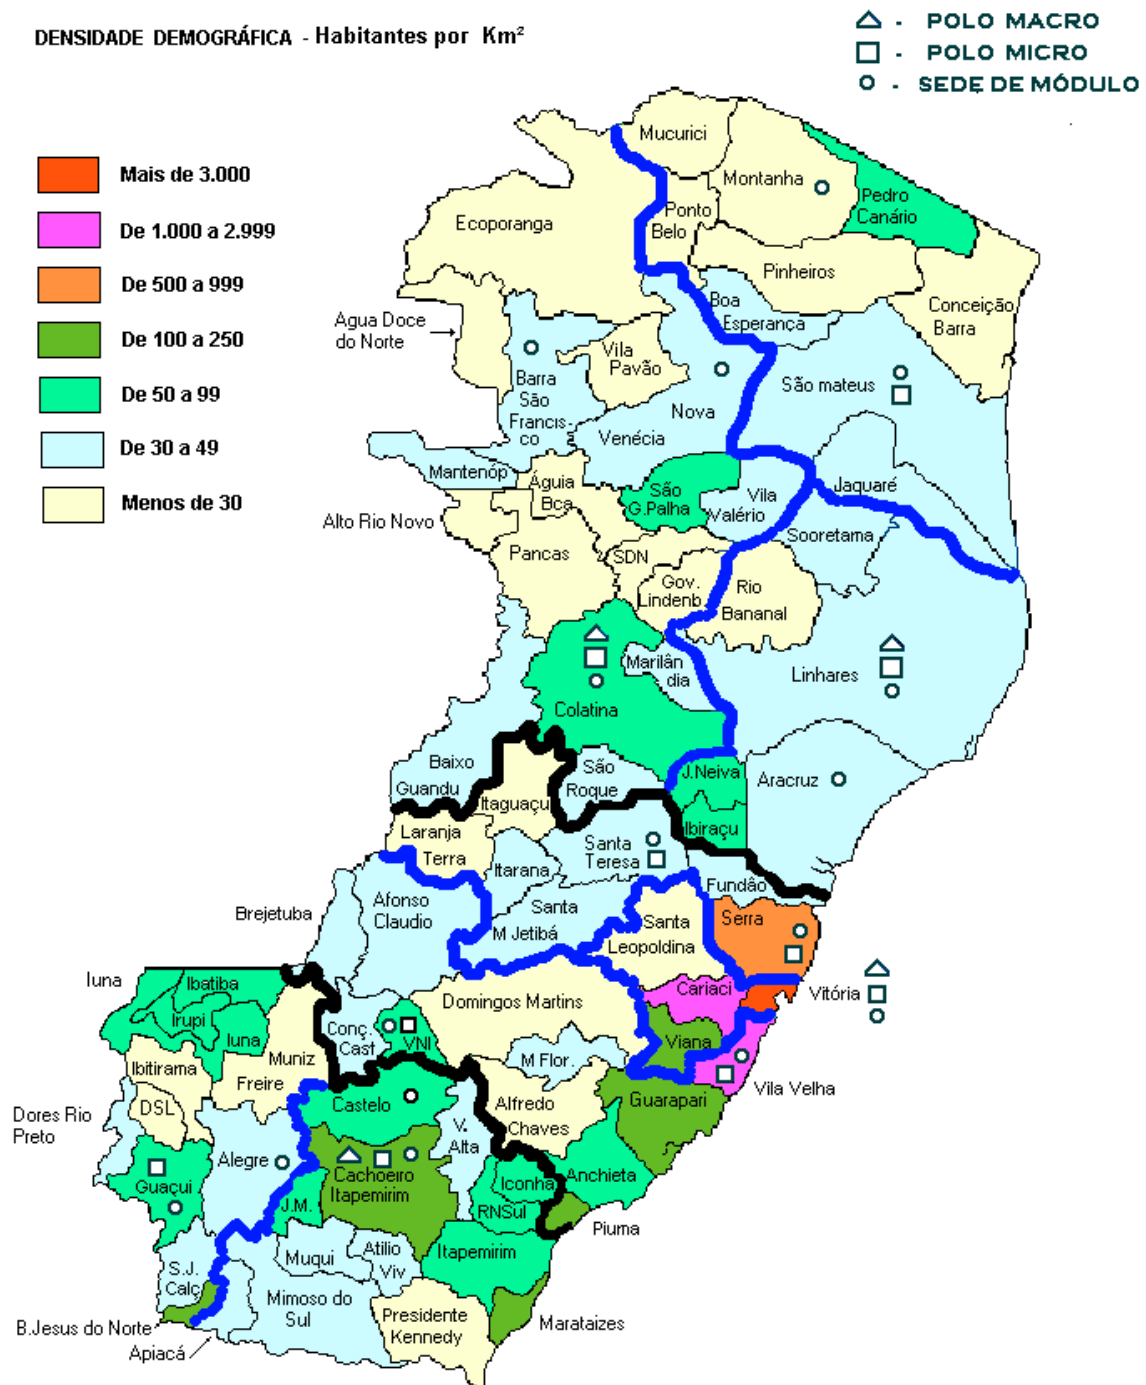 DENSIDADE DEMOGRÁFICA - Habitantes por Km²
- POLO MACRO
- POLO MICRO
- SEDE DE MÓDULO
Mais de 3.000
De 1.000 a 2.999
De 500 a 999
De 100 a 250
De 50 a 99
De 30 a 49
Menos de 30
Mucurici
Montanha
Pedro
Canário
Ecoporanga
Ponto
Belo
Pinheiros
Conceição
Barra
Boa
Esperança
Agua Doce
do Norte
Vila
Pavão
Barra
São
Francis-
co
São mateus
Nova
Venécia
Mantenóp
Águia
Bca
São
G.Palha
Vila
Valério
Jaquaré
Alto Rio Novo
Pancas
SDN
Sooretama
Gov.
Lindenb.
Rio
Bananal
Marilân
dia
Linhares
Colatina
Baixo
Guandu
São
Roque
J.Neiva
Aracruz
Itaguaçu
Ibiraçu
Laranja
Terra
Santa
Teresa
Itarana
Fundâo
Afonso
Claudio
Brejetuba
Santa
M Jetibá
Santa
Leopoldina
Serra
Iuna
Ibatiba
Irupi
Iuna
Cariaci
Vitória
Domingos Martins
Conç.
Cast
VNI
Viana
Muniz
Freire
Ibitirama
M Flor.
Vila Velha
DSL
Castelo
Guarapari
Dores Rio
Preto
Alfredo
Chaves
V.
Alta
Alegre
Cachoeiro
Itapemirim
Anchieta
Guaçui
Iconha
J.M.
RNSul
Piuma
Itapemirim
Muqui
Atilio
Viv
S.J.
Calç
Mimoso do
Sul
Presidente
Kennedy
Marataizes
B.Jesus do Norte
Apiacá